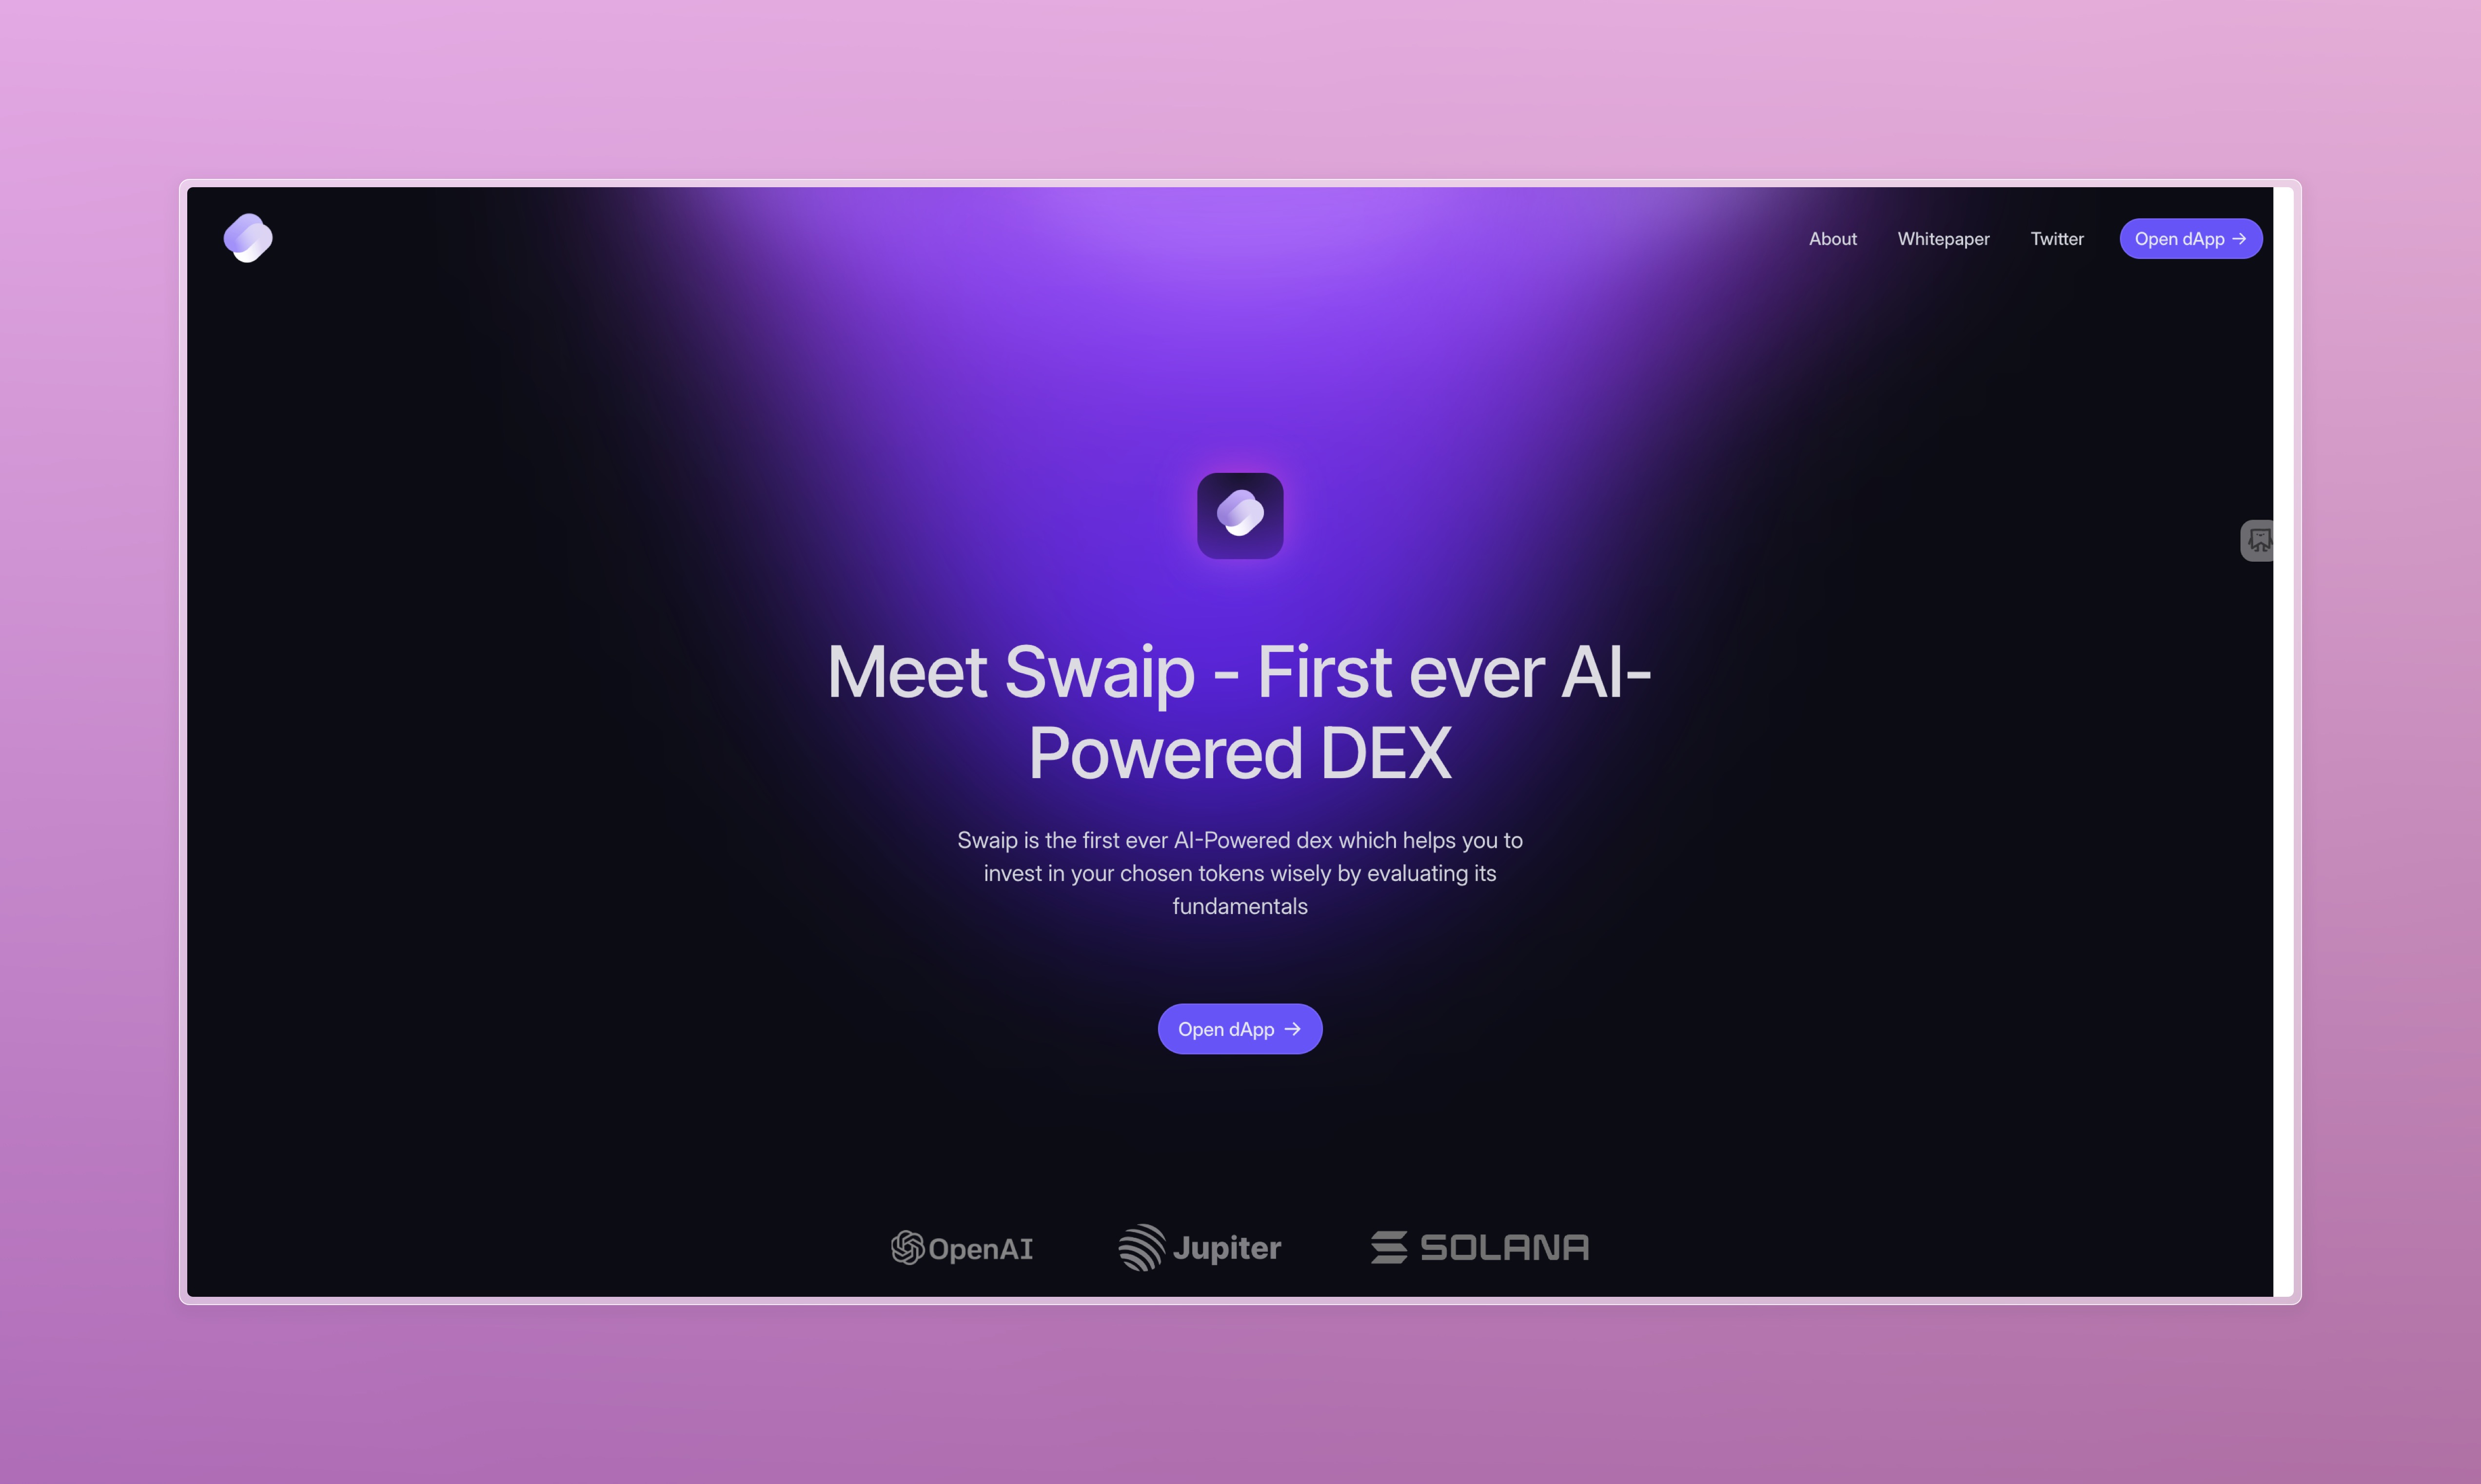 About Whitepaper Twitter Open dApp →
Meet Swaip - First ever AI-
Powered DEX
Swaip is the first ever AI-Powered dex which helps you to
invest in your chosen tokens wisely by evaluating its
fundamentals
Open dApp →
OpenAI Jupiter SOLANA